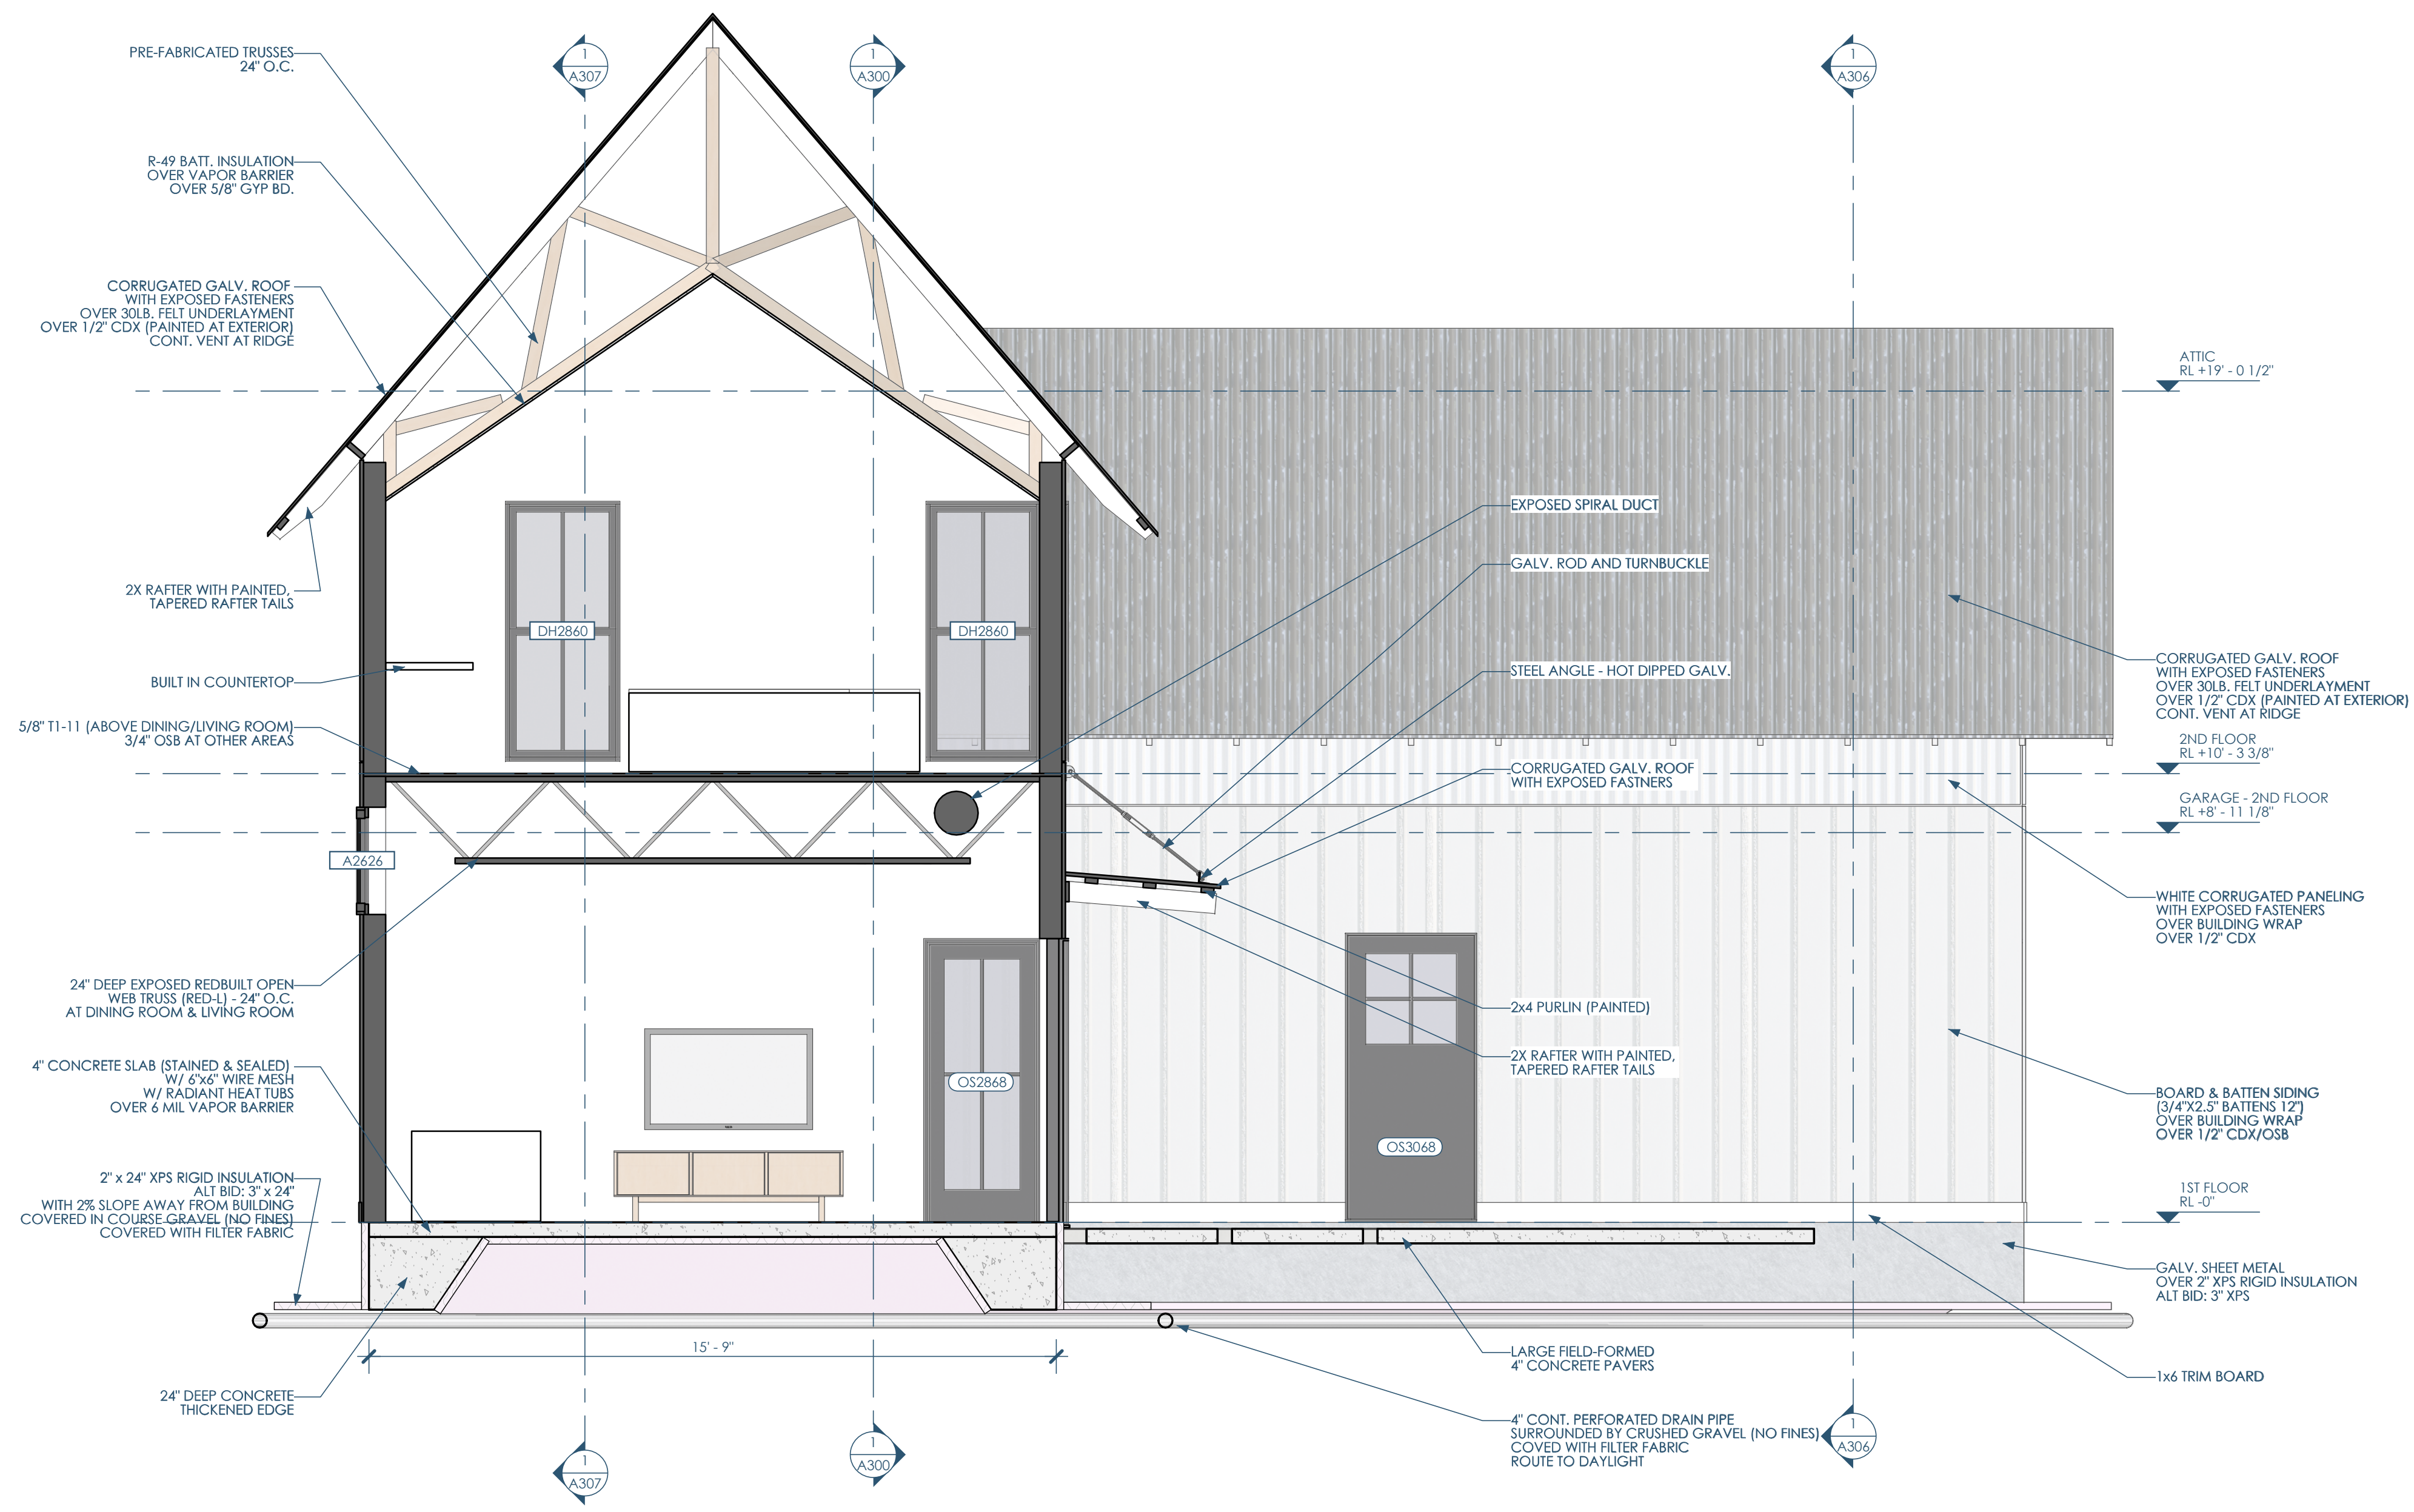 1
A307
1
A300
1
A306
PRE-FABRICATED TRUSSES
24" O.C.
R-49 BATT. INSULATION
OVER VAPOR BARRIER
OVER 5/8" GYP BD.
CORRUGATED GALV. ROOF
WITH EXPOSED FASTENERS
OVER 30LB. FELT UNDERLAYMENT
OVER 1/2" CDX (PAINTED AT EXTERIOR)
CONT. VENT AT RIDGE
2X RAFTER WITH PAINTED,
TAPERED RAFTER TAILS
BUILT IN COUNTERTOP
5/8" T1-11 (ABOVE DINING/LIVING ROOM)
3/4" OSB AT OTHER AREAS
24" DEEP EXPOSED REDBUILT OPEN
WEB TRUSS (RED-L) - 24" O.C.
AT DINING ROOM & LIVING ROOM
4" CONCRETE SLAB (STAINED & SEALED)
W/ 6"x6" WIRE MESH
W/ RADIANT HEAT TUBS
OVER 6 MIL VAPOR BARRIER
2" x 24" XPS RIGID INSULATION
ALT BID: 3" x 24"
WITH 2% SLOPE AWAY FROM BUILDING
COVERED IN COURSE GRAVEL (NO FINES)
COVERED WITH FILTER FABRIC
24" DEEP CONCRETE
THICKENED EDGE
DH2860
DH2860
A2626
OS2868
OS3068
15' - 9"
EXPOSED SPIRAL DUCT
GALV. ROD AND TURNBUCKLE
STEEL ANGLE - HOT DIPPED GALV.
CORRUGATED GALV. ROOF
WITH EXPOSED FASTNERS
2x4 PURLIN (PAINTED)
2X RAFTER WITH PAINTED,
TAPERED RAFTER TAILS
LARGE FIELD-FORMED
4" CONCRETE PAVERS
4" CONT. PERFORATED DRAIN PIPE
SURROUNDED BY CRUSHED GRAVEL (NO FINES)
COVED WITH FILTER FABRIC
ROUTE TO DAYLIGHT
ATTIC
RL +19' - 0 1/2"
CORRUGATED GALV. ROOF
WITH EXPOSED FASTENERS
OVER 30LB. FELT UNDERLAYMENT
OVER 1/2" CDX (PAINTED AT EXTERIOR)
CONT. VENT AT RIDGE
2ND FLOOR
RL +10' - 3 3/8"
GARAGE - 2ND FLOOR
RL +8' - 11 1/8"
WHITE CORRUGATED PANELING
WITH EXPOSED FASTENERS
OVER BUILDING WRAP
OVER 1/2" CDX
BOARD & BATTEN SIDING
(3/4"X2.5" BATTENS 12")
OVER BUILDING WRAP
OVER 1/2" CDX/OSB
1ST FLOOR
RL -0"
GALV. SHEET METAL
OVER 2" XPS RIGID INSULATION
ALT BID: 3" XPS
1x6 TRIM BOARD
1
A307
1
A300
1
A306